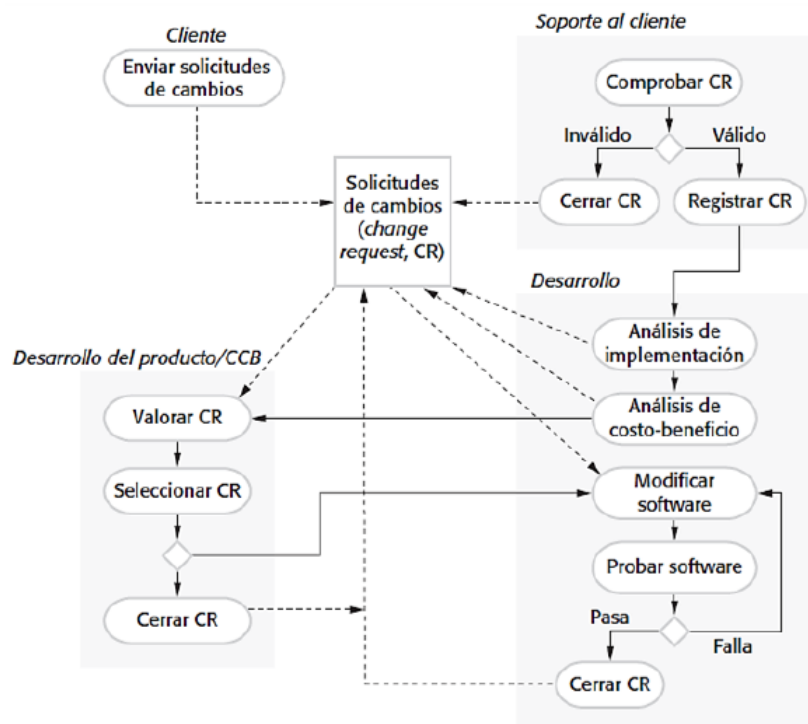 Cliente
Enviar solicitudes
de cambios
Soporte al cliente
Comprobar CR
Inválido
Válido
Cerrar CR
Registrar CR
Solicitudes
de cambios
(change
request, CR)
Desarrollo
Análisis de
implementación
Análisis de
costo-beneficio
Desarrollo del producto/CCB
Valorar CR
Seleccionar CR
Cerrar CR
Modificar
software
Probar software
Pasa
Falla
Cerrar CR